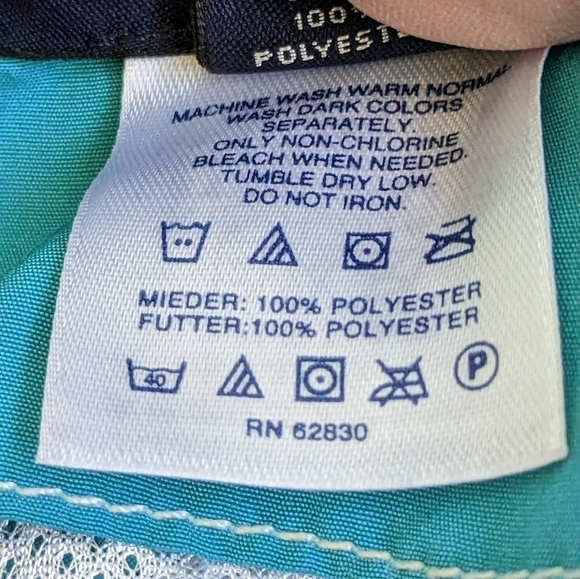 100%
MACHINE WASH WARM NORMAL
WASH DARK COLORS
SEPARATELY.
ONLY NON-CHLORINE
BLEACH WHEN NEEDED.
TUMBLE DRY LOW.
DO NOT IRON.
MIEDER: 100% POLYESTER
FUTTER:100% POLYESTER
40
P
RN 62830